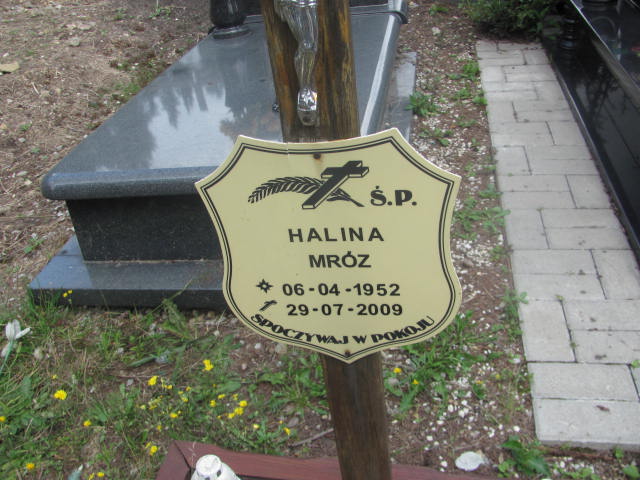 Ś.P.
HALINA
MRÓZ
06-04-1952
29-07-2009
SPOCZYWAJ W POKOJU